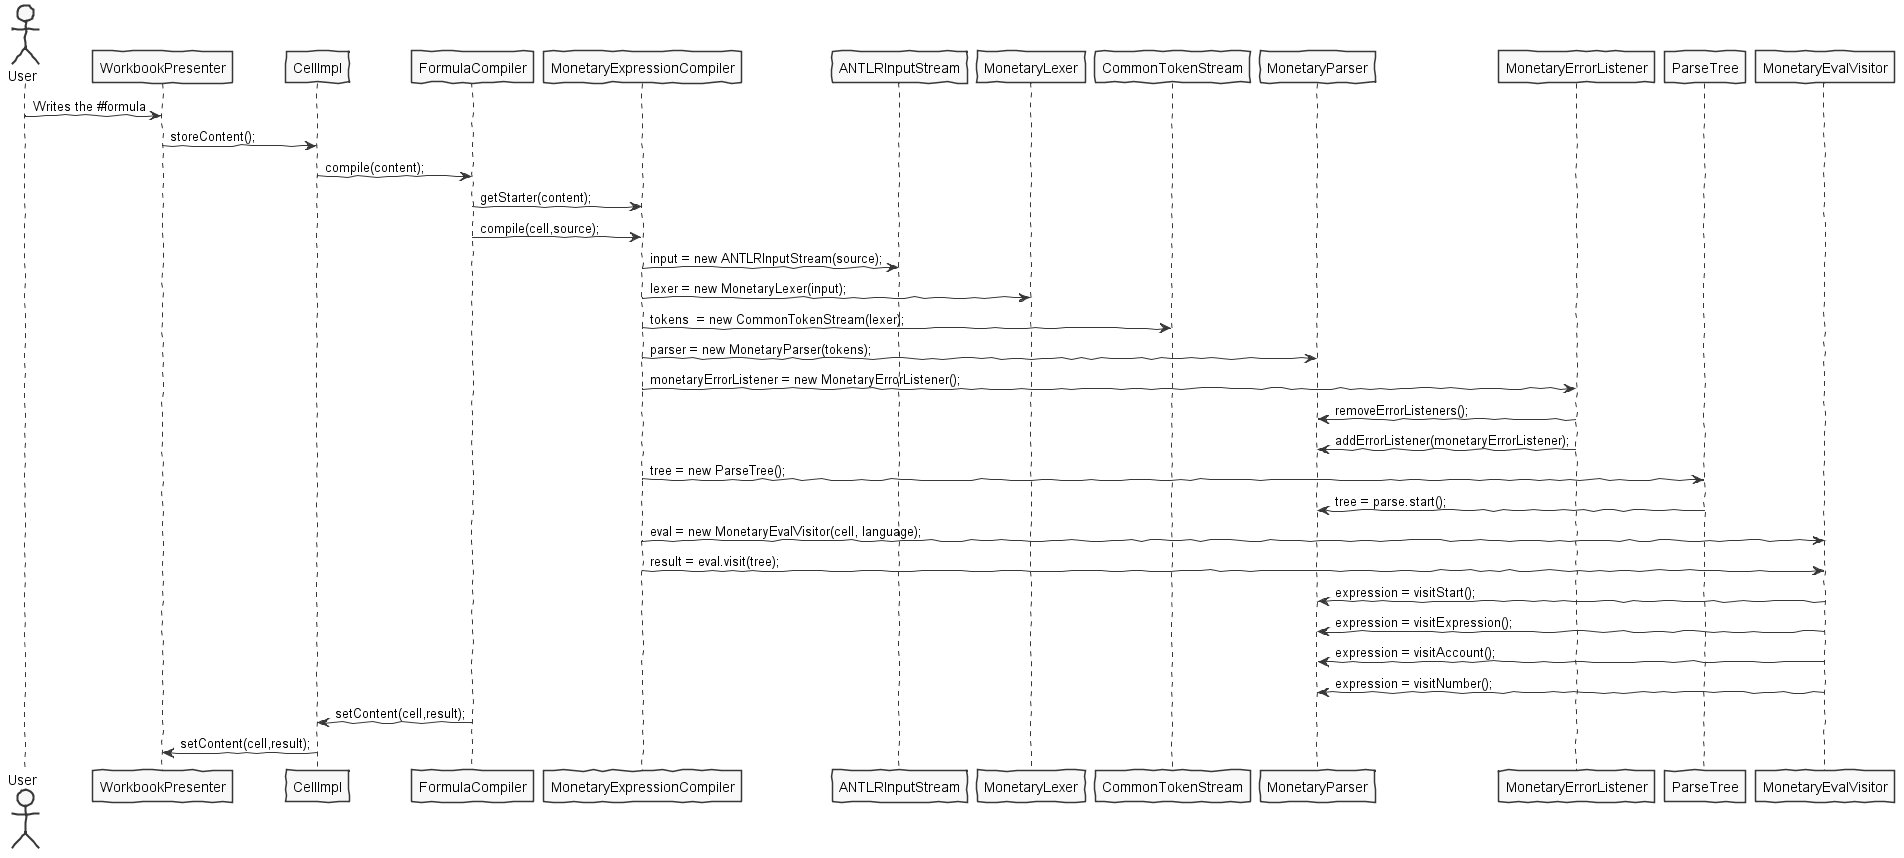 User
WorkbookPresenter
CellImpl
FormulaCompiler
MonetaryExpressionCompiler
ANTLRInputStream
MonetaryLexer
CommonTokenStream
MonetaryParser
MonetaryErrorListener
ParseTree
MonetaryEvalVisitor
Writes the #formula
storeContent();
compile(content);
getStarter(content);
compile(cell,source);
input = new ANTLRInputStream(source);
lexer = new MonetaryLexer(input);
tokens  = new CommonTokenStream(lexer);
parser = new MonetaryParser(tokens);
monetaryErrorListener = new MonetaryErrorListener();
removeErrorListeners();
addErrorListener(monetaryErrorListener);
tree = new ParseTree();
tree = parse.start();
eval = new MonetaryEvalVisitor(cell, language);
result = eval.visit(tree);
expression = visitStart();
expression = visitExpression();
expression = visitAccount();
expression = visitNumber();
setContent(cell,result);
setContent(cell,result);
User
WorkbookPresenter
CellImpl
FormulaCompiler
MonetaryExpressionCompiler
ANTLRInputStream
MonetaryLexer
CommonTokenStream
MonetaryParser
MonetaryErrorListener
ParseTree
MonetaryEvalVisitor